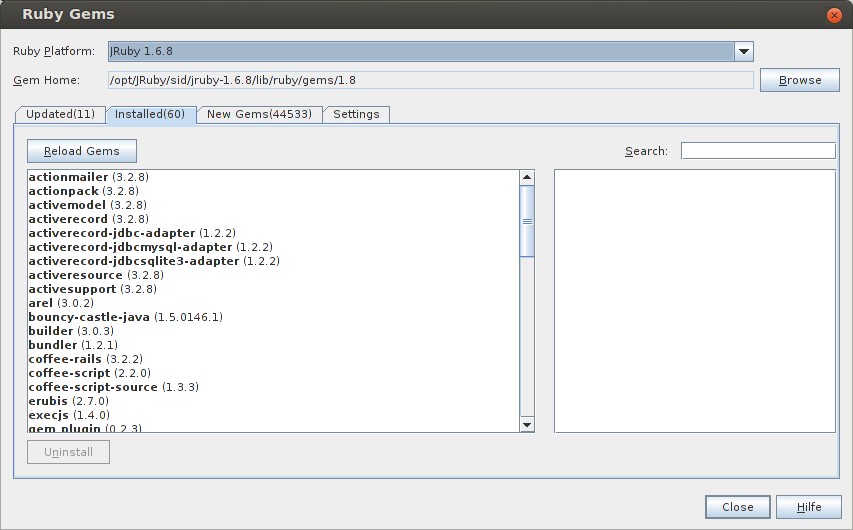 Ruby Gems
Ruby Platform: JRuby 1.6.8
Gem Home: /opt/JRuby/sid/jruby-1.6.8/lib/ruby/gems/1.8 Browse
Updated(11) Installed(60) New Gems(44533) Settings
Reload Gems Search:
actionmailer (3.2.8)
actionpack (3.2.8)
activemodel (3.2.8)
activerecord (3.2.8)
activerecord-jdbc-adapter (1.2.2)
activerecord-jdbcmysql-adapter (1.2.2)
activerecord-jdbcsqlite3-adapter (1.2.2)
activeresource (3.2.8)
activesupport (3.2.8)
arel (3.0.2)
bouncy-castle-java (1.5.0146.1)
builder (3.0.3)
bundler (1.2.1)
coffee-rails (3.2.2)
coffee-script (2.2.0)
coffee-script-source (1.3.3)
erubis (2.7.0)
execjs (1.4.0)
gem_plugin (0.2.3)
Uninstall
Close Hilfe